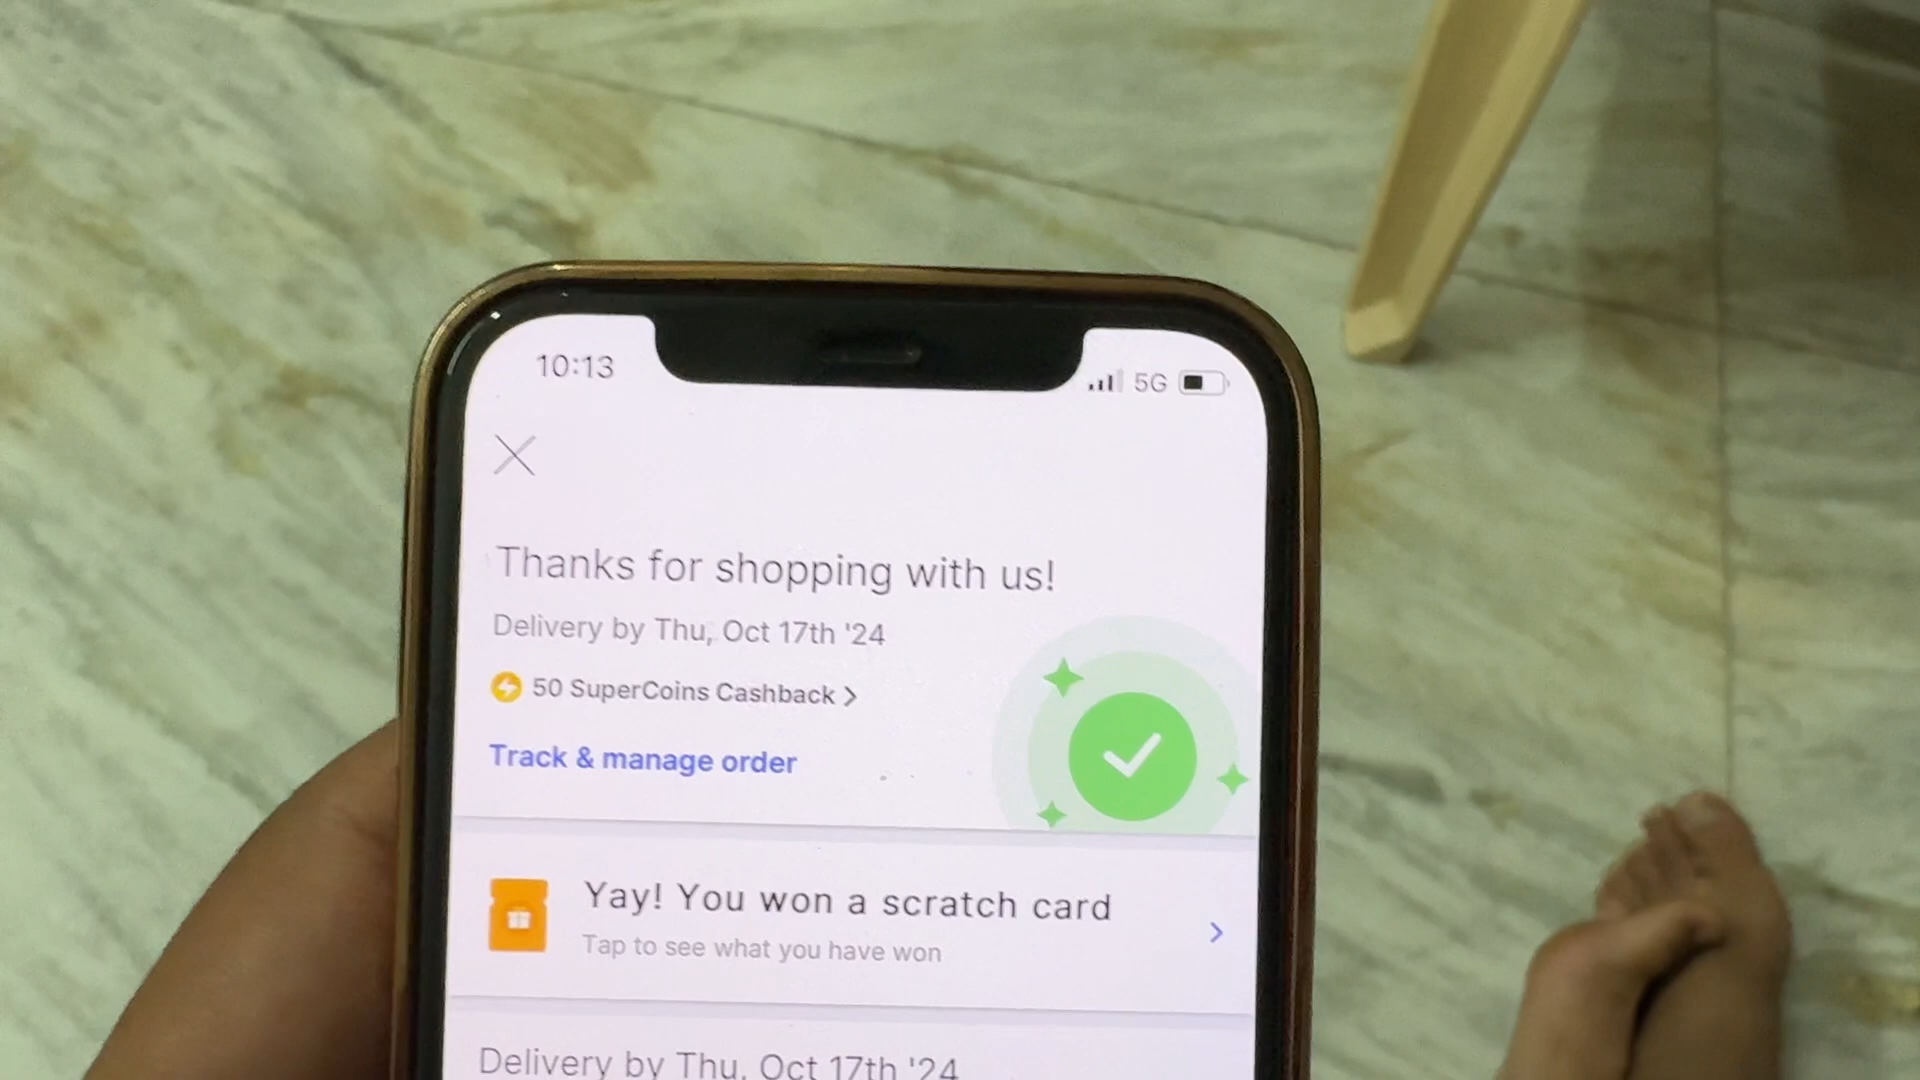 10:13
5G
Thanks for shopping with us!
Delivery by Thu, Oct 17th '24
50 SuperCoins Cashback
Track & manage order
Yay! You won a scratch card
Tap to see what you have won
Delivery by Thu, Oct 17th '24